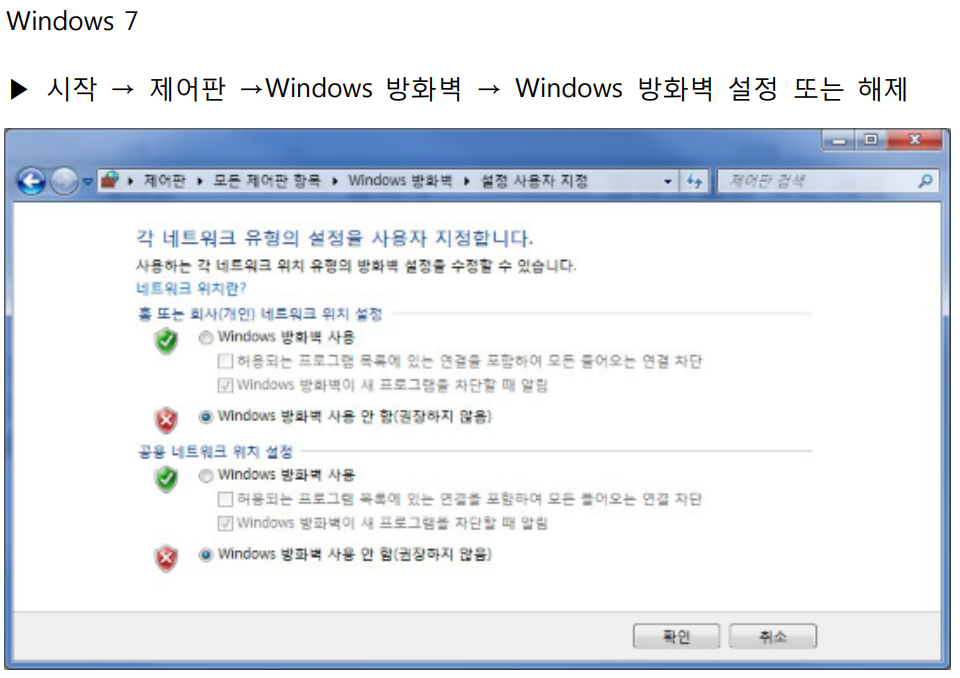 Windows 7
▶ 시작 → 제어판 →Windows 방화벽 → Windows 방화벽 설정 또는 해제
제어판 ▸ 모든 제어판 항목 ▸ Windows 방화벽 ▸ 설정 사용자 지정
제어판 검색
각 네트워크 유형의 설정을 사용자 지정합니다.
사용하는 각 네트워크 위치 유형의 방화벽 설정을 수정할 수 있습니다.
네트워크 위치란?
홈 또는 회사(개인) 네트워크 위치 설정
Windows 방화벽 사용
허용되는 프로그램 목록에 있는 연결을 포함하여 모든 들어오는 연결 차단
Windows 방화벽이 새 프로그램을 차단할 때 알림
Windows 방화벽 사용 안 함(권장하지 않음)
공용 네트워크 위치 설정
Windows 방화벽 사용
허용되는 프로그램 목록에 있는 연결을 포함하여 모든 들어오는 연결 차단
Windows 방화벽이 새 프로그램을 차단할 때 알림
Windows 방화벽 사용 안 함(권장하지 않음)
확인
취소